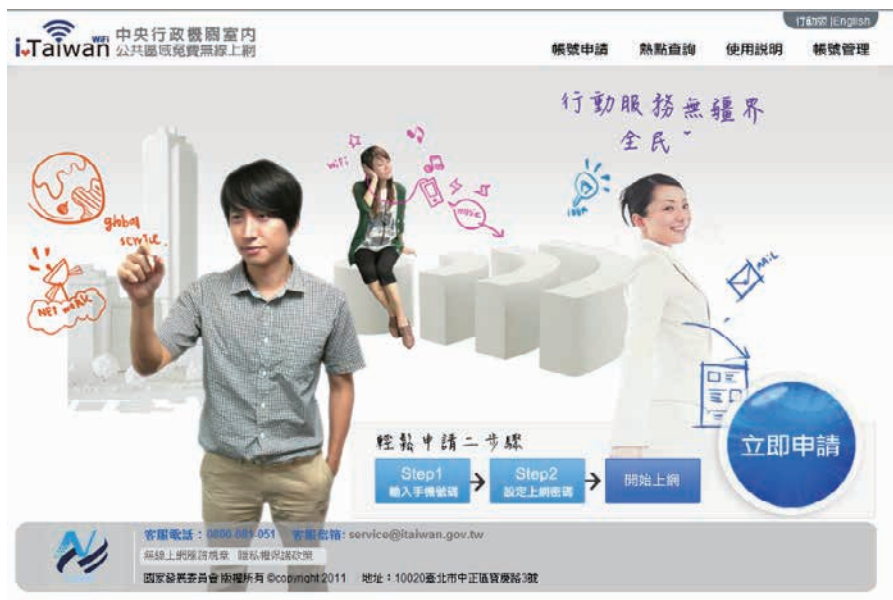 行動版 |English
i.Taiwan WiFi
中央行政機關室內
公共區域免費無線上網
帳號申請 熱點查詢 使用說明 帳號管理
行動服務無疆界
全民
wifi
music
IDEA
global
service.
NET WORK
MAIL
輕鬆申請二步驟
Step1
輸入手機號碼
Step2
設定上網密碼
開始上網
立即申請
客服電話：0800-081-051 客服信箱: service@itaiwan.gov.tw
無線上網服務規章 隱私權保護政策
國家發展委員會 版權所有 ©copyright 2011 地址：10020臺北市中正區寶慶路3號